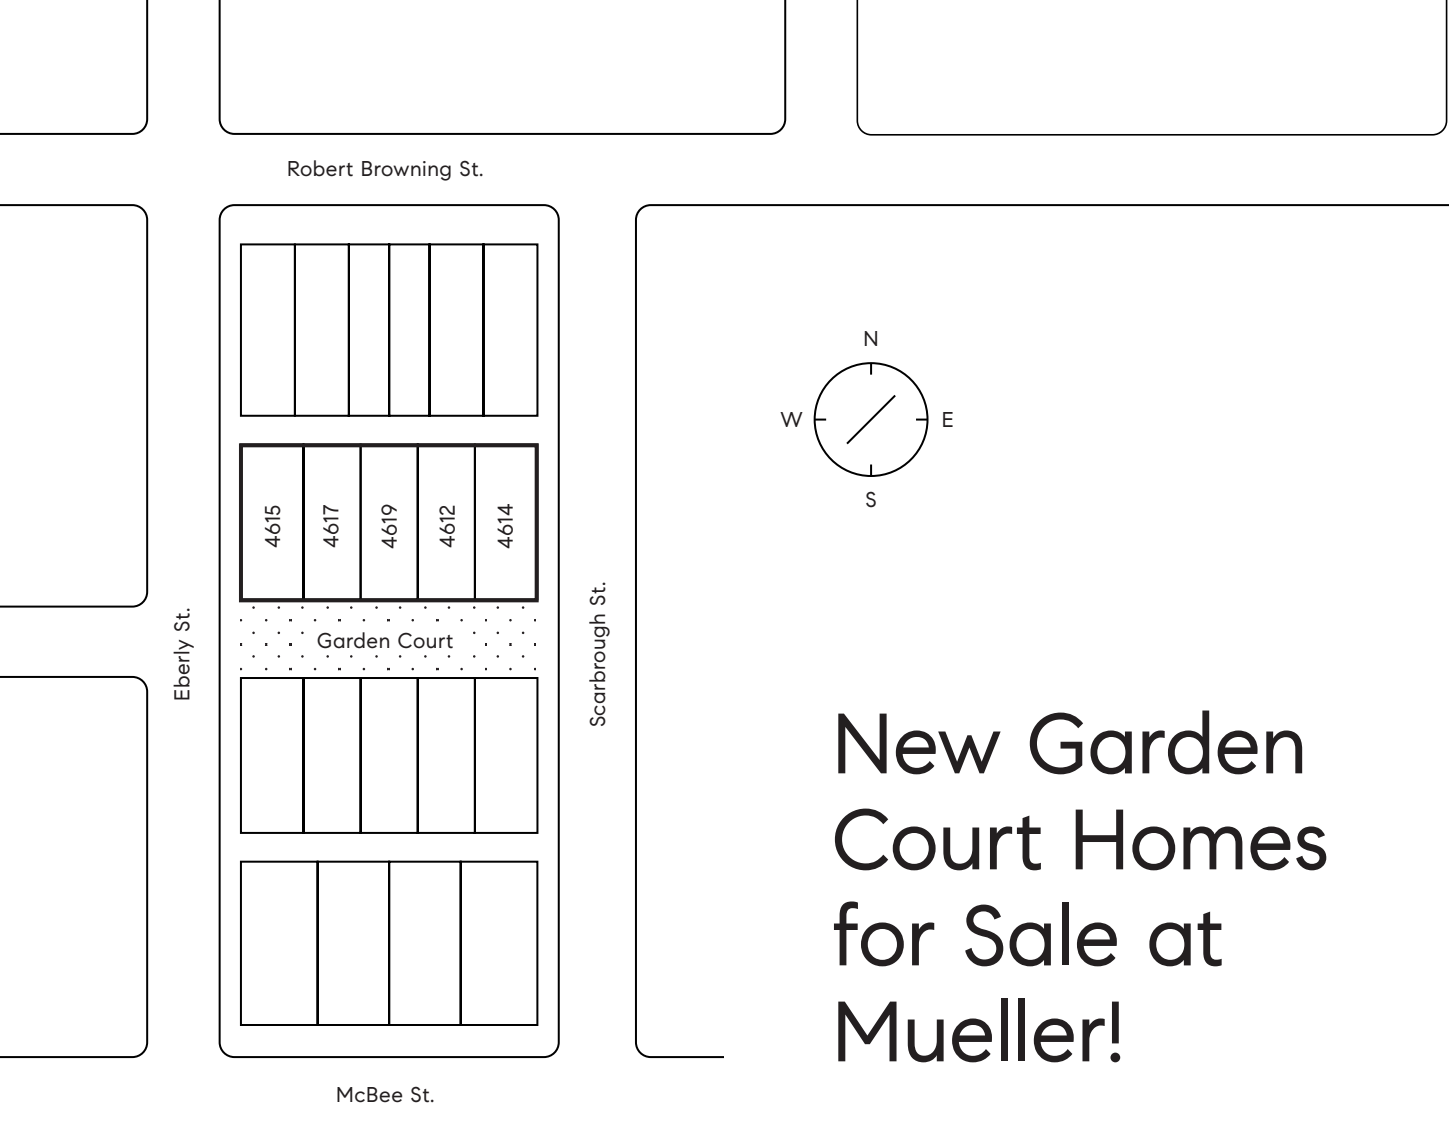 Robert Browning St.
N
W
E
S
4615
4617
4619
4612
4614
Garden Court
Eberly St.
Scarbrough St.
New Garden
Court Homes
for Sale at
Mueller!
McBee St.